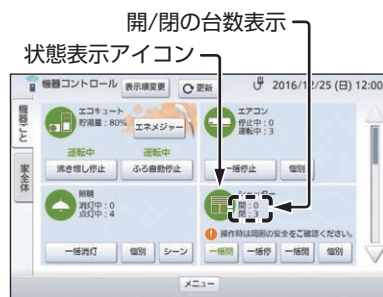 開/閉の台数表示
状態表示アイコン
機器コントロール 表示順変更 更新 2016/12/25 (日) 12:00
機器ごと
家全体
エコキュート
貯湯量：80%
エネメジャー
運転中 運転中
沸き増し停止 ふろ自動停止
エアコン
停止中：0
運転中：3
一括停止 個別
照明
消灯中：0
点灯中：4
一括消灯 個別 シーン
シャッター
開：0
閉：3
操作時は周囲の安全をご確認ください。
一括閉 一括停 一括開 個別
メニュー